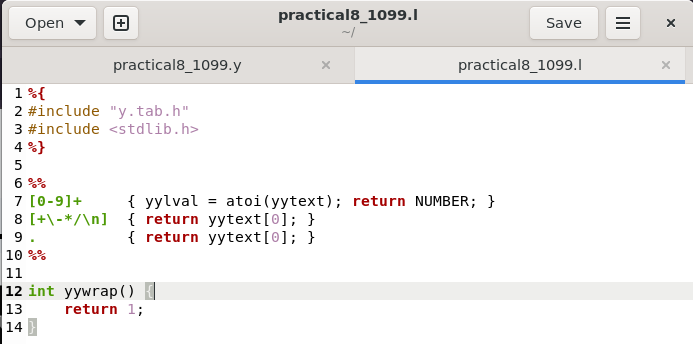 Open practical8_1099.l Save
~/
practical8_1099.y practical8_1099.l
1 %{
2 #include "y.tab.h"
3 #include <stdlib.h>
4 %}
5
6 %%
7 [0-9]+     { yylval = atoi(yytext); return NUMBER; }
8 [+\-*/\n]  { return yytext[0]; }
9 .          { return yytext[0]; }
10 %%
11
12 int yywrap() {
13     return 1;
14 }